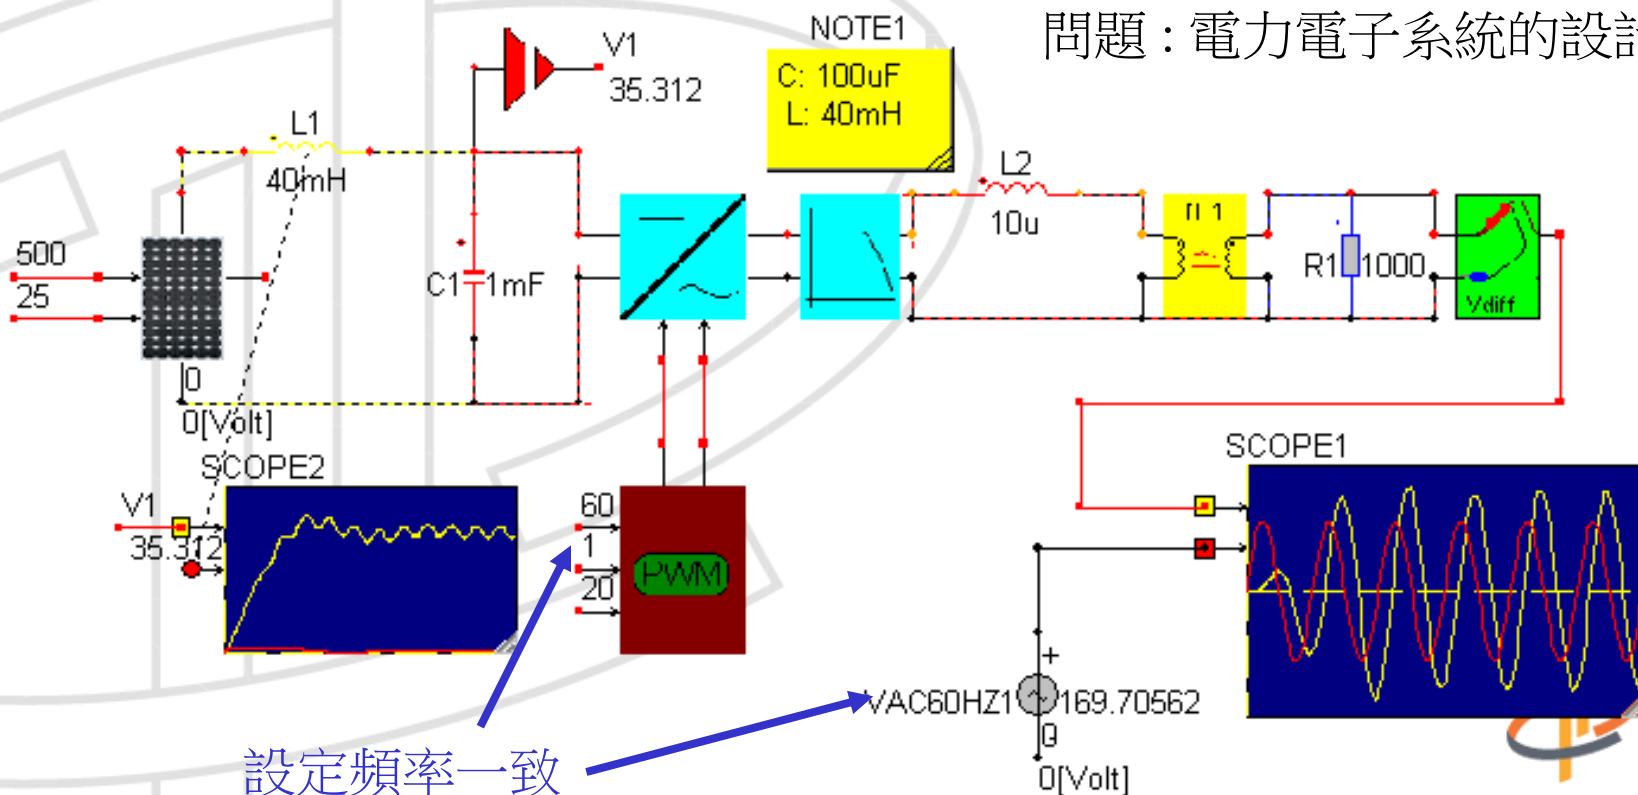 問題 : 電力電子系統的設
NOTE1
C: 100uF
L: 40mH
V1
35.312
L1
40mH
L2
10u
500
25
C1
1mF
R1
1000
Vdiff
0
0[Volt]
SCOPE2
V1
35.312
60
1
20
PWM
SCOPE1
VAC60HZ1
169.70562
0[Volt]
設定頻率一致